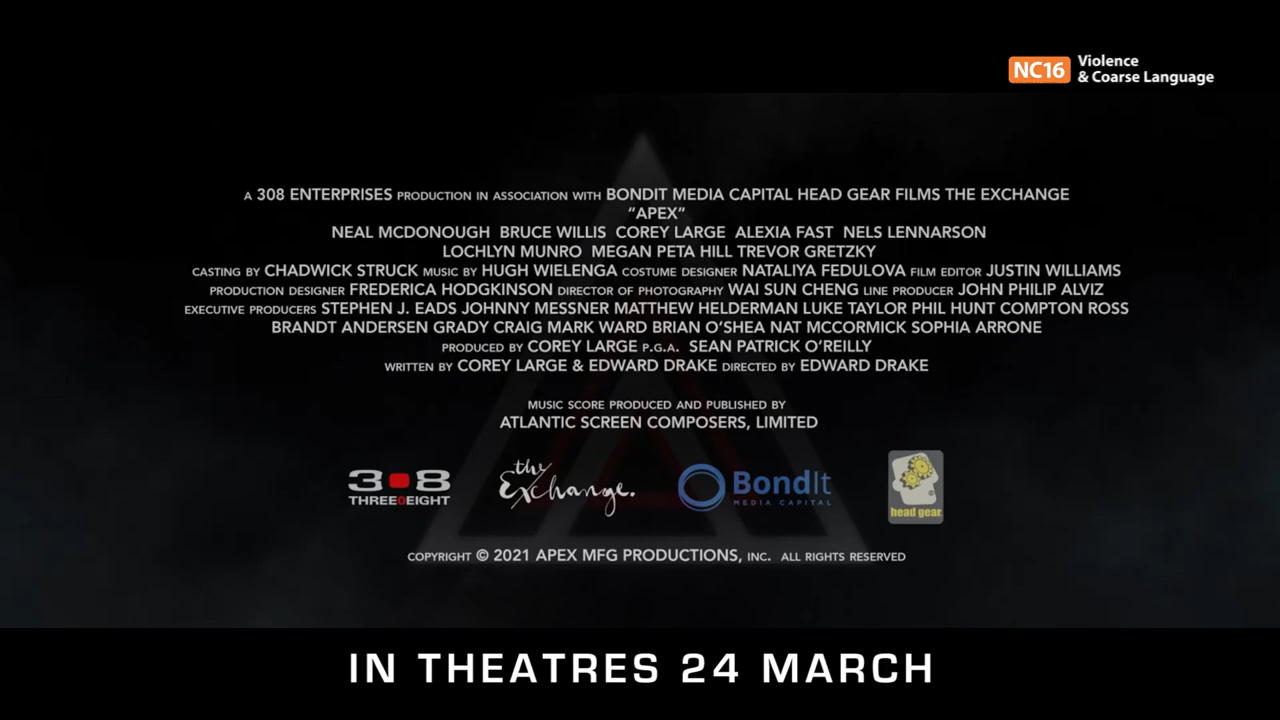 NC16 Violence
& Coarse Language
A 308 ENTERPRISES PRODUCTION IN ASSOCIATION WITH BONDIT MEDIA CAPITAL HEAD GEAR FILMS THE EXCHANGE
“APEX”
NEAL MCDONOUGH BRUCE WILLIS COREY LARGE ALEXIA FAST NELS LENNARSON
LOCHLYN MUNRO MEGAN PETA HILL TREVOR GRETZKY
CASTING BY CHADWICK STRUCK MUSIC BY HUGH WIELENGA COSTUME DESIGNER NATALIYA FEDULOVA FILM EDITOR JUSTIN WILLIAMS
PRODUCTION DESIGNER FREDERICA HODGKINSON DIRECTOR OF PHOTOGRAPHY WAI SUN CHENG LINE PRODUCER JOHN PHILIP ALVIZ
EXECUTIVE PRODUCERS STEPHEN J. EADS JOHNNY MESSNER MATTHEW HELDERMAN LUKE TAYLOR PHIL HUNT COMPTON ROSS
BRANDT ANDERSEN GRADY CRAIG MARK WARD BRIAN O’SHEA NAT MCCORMICK SOPHIA ARRONE
PRODUCED BY COREY LARGE P.G.A. SEAN PATRICK O’REILLY
WRITTEN BY COREY LARGE & EDWARD DRAKE DIRECTED BY EDWARD DRAKE
MUSIC SCORE PRODUCED AND PUBLISHED BY
ATLANTIC SCREEN COMPOSERS, LIMITED
308
THREE0EIGHT
the
Exchange.
BondIt
MEDIA CAPITAL
head gear
COPYRIGHT © 2021 APEX MFG PRODUCTIONS, INC. ALL RIGHTS RESERVED
IN THEATRES 24 MARCH